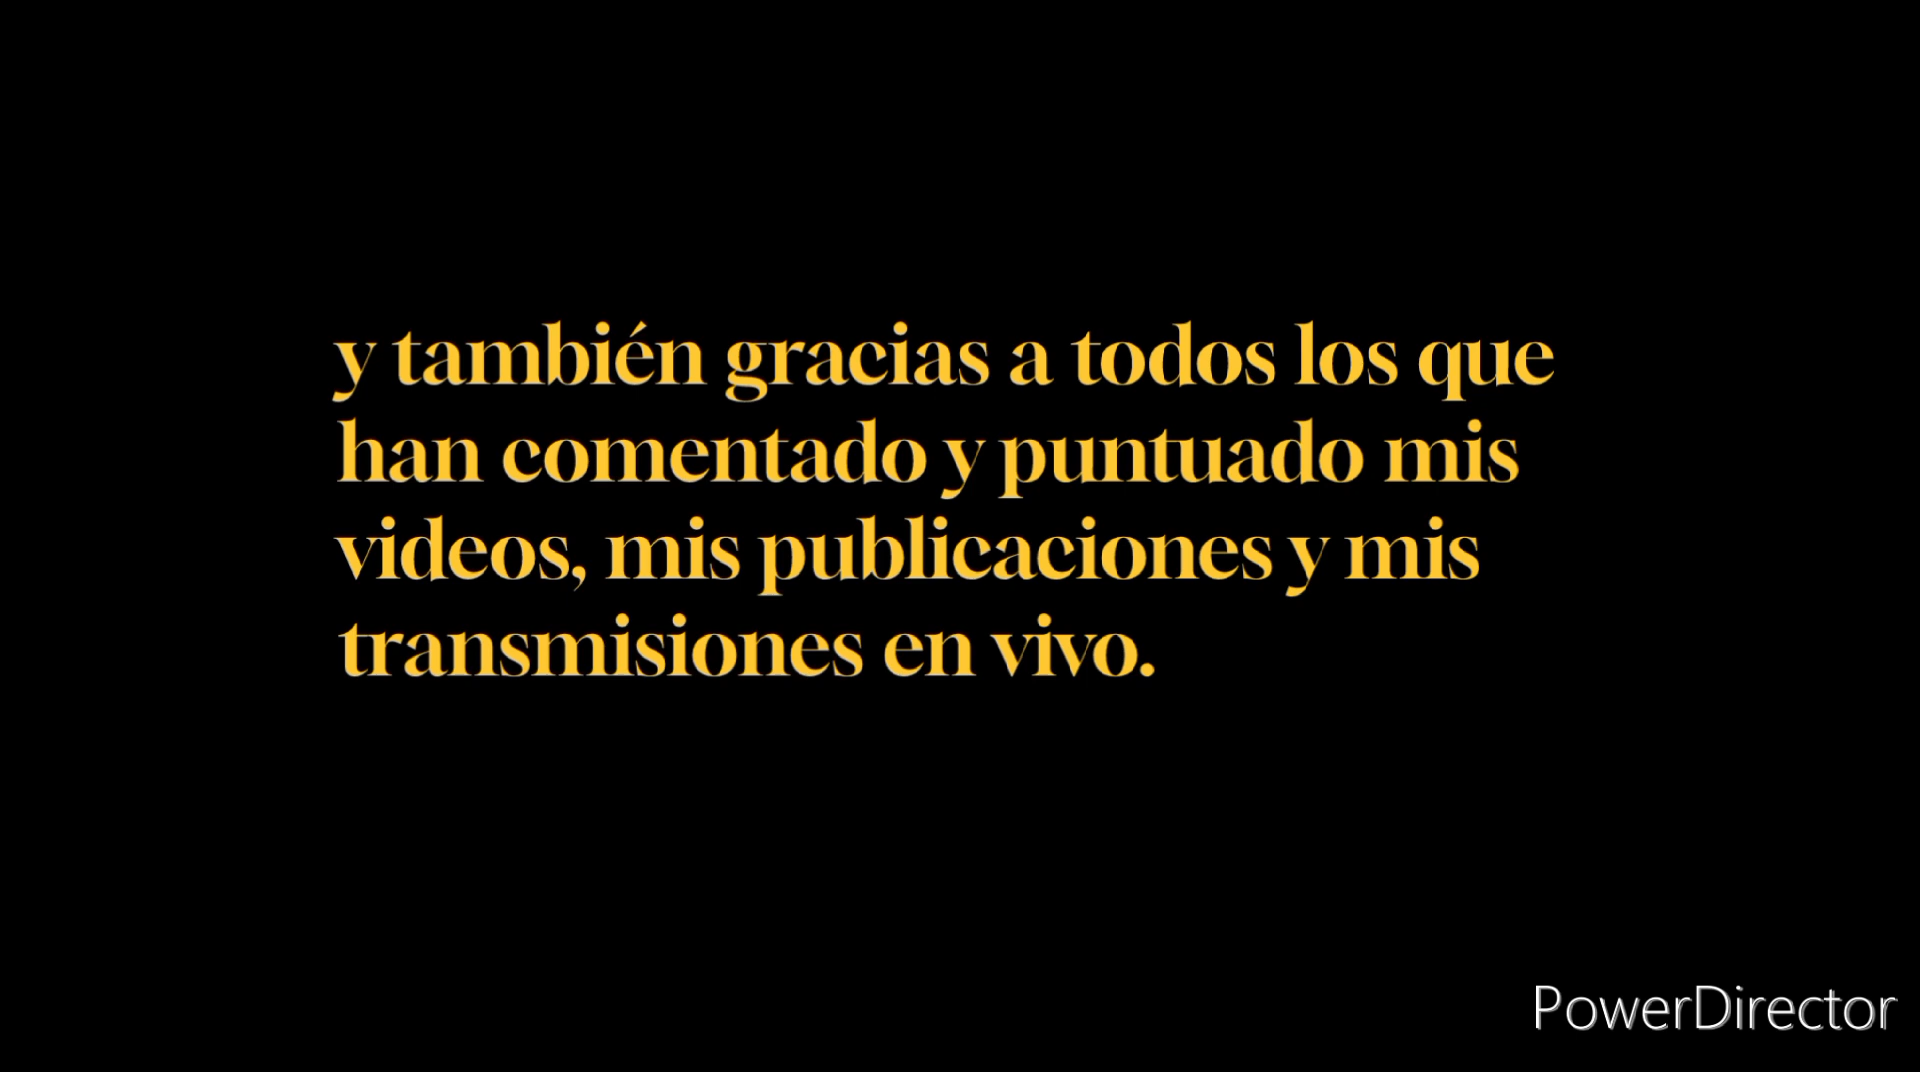 y también gracias a todos los que
han comentado y puntuado mis
videos, mis publicaciones y mis
transmisiones en vivo.
PowerDirector